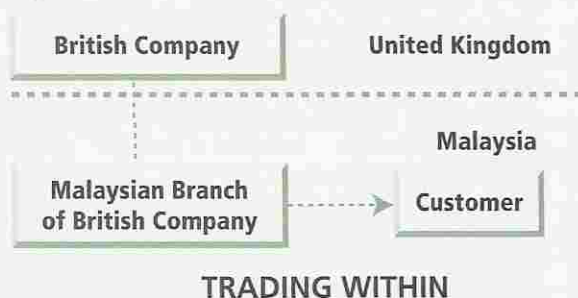 British Company
United Kingdom
Malaysia
Malaysian Branch
of British Company
Customer
TRADING WITHIN